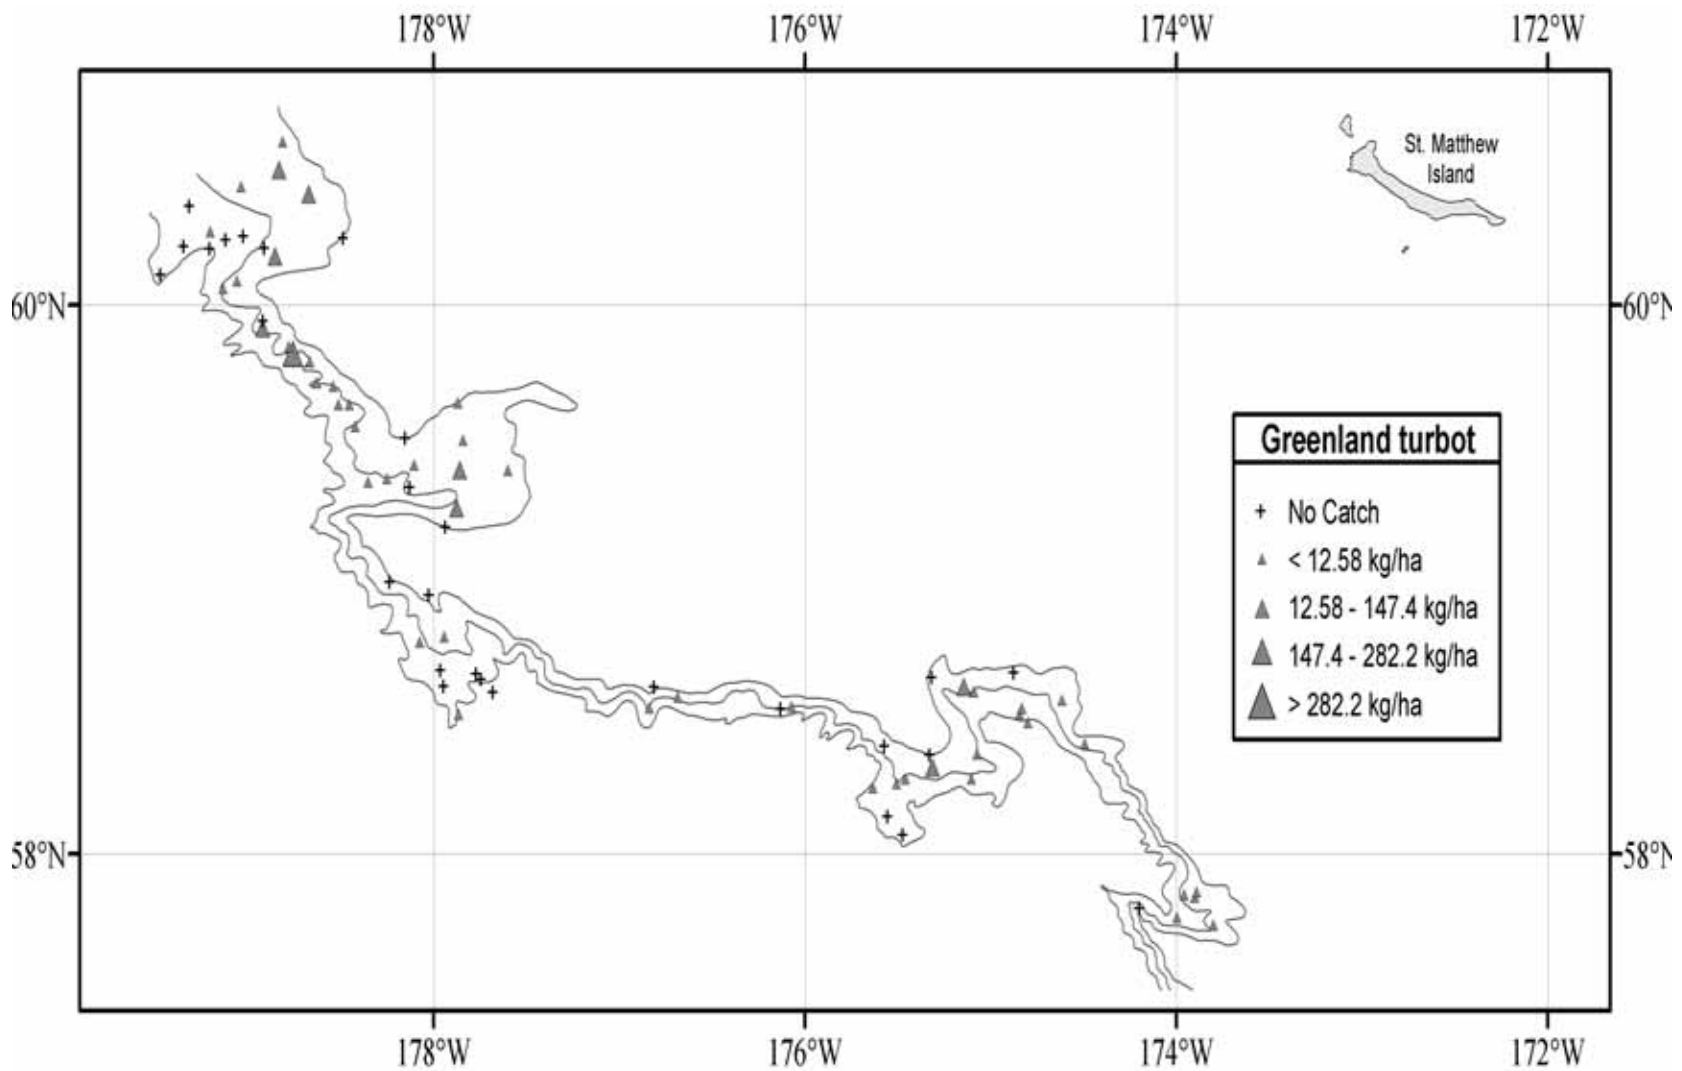 178°W 176°W 174°W 172°W
St. Matthew
Island
60°N 60°N
Greenland turbot
No Catch
< 12.58 kg/ha
12.58 - 147.4 kg/ha
147.4 - 282.2 kg/ha
> 282.2 kg/ha
58°N 58°N
178°W 176°W 174°W 172°W